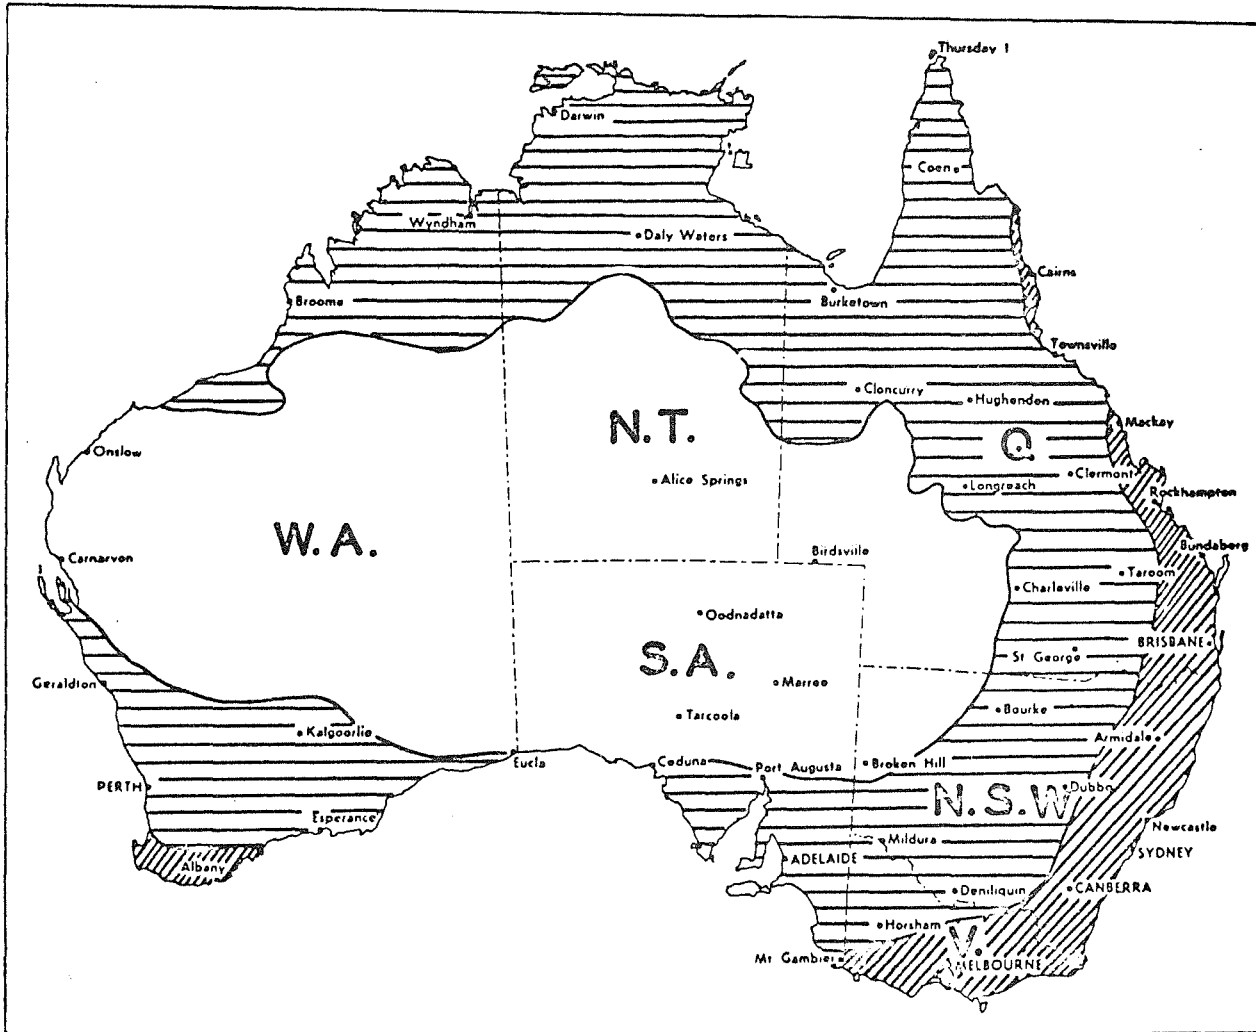 Thursday I
Darwin
Coen
Wyndham
Daly Waters
Cairns
Broome
Burketown
Townsville
Cloncurry
Hughenden
N.T.
Q
Mackay
Onslow
Clermont
Alice Springs
Longreach
Rockhampton
W.A.
Bundaberg
Birdsville
Carnarvon
Taroom
Charleville
Oodnadatta
BRISBANE
St George
S.A.
Geraldton
Marree
Bourke
Tarcoola
Kalgoorlie
Armidale
Eucla
Ceduna
Port Augusta
Broken Hill
PERTH
N.S.W
Dubbo
Esperance
Newcastle
Mildura
SYDNEY
Albany
ADELAIDE
Deniliquin
CANBERRA
Horsham
V.
Mt Gambier
MELBOURNE